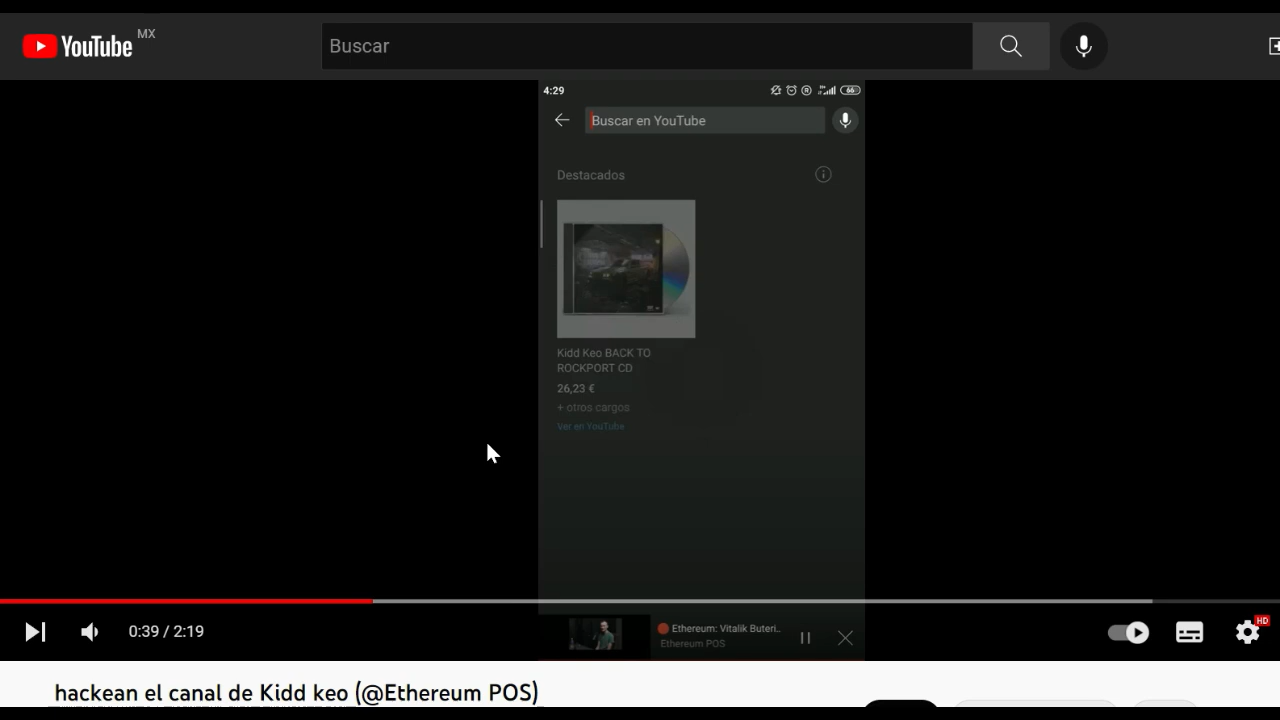 YouTube MX
Buscar
4:29
66
Buscar en YouTube
Destacados
Kidd Keo BACK TO
ROCKPORT CD
26,23 €
+ otros cargos
Ver en YouTube
Ethereum: Vitalik Buteri..
Ethereum POS
0:39 / 2:19
HD
hackean el canal de Kidd keo (@Ethereum POS)